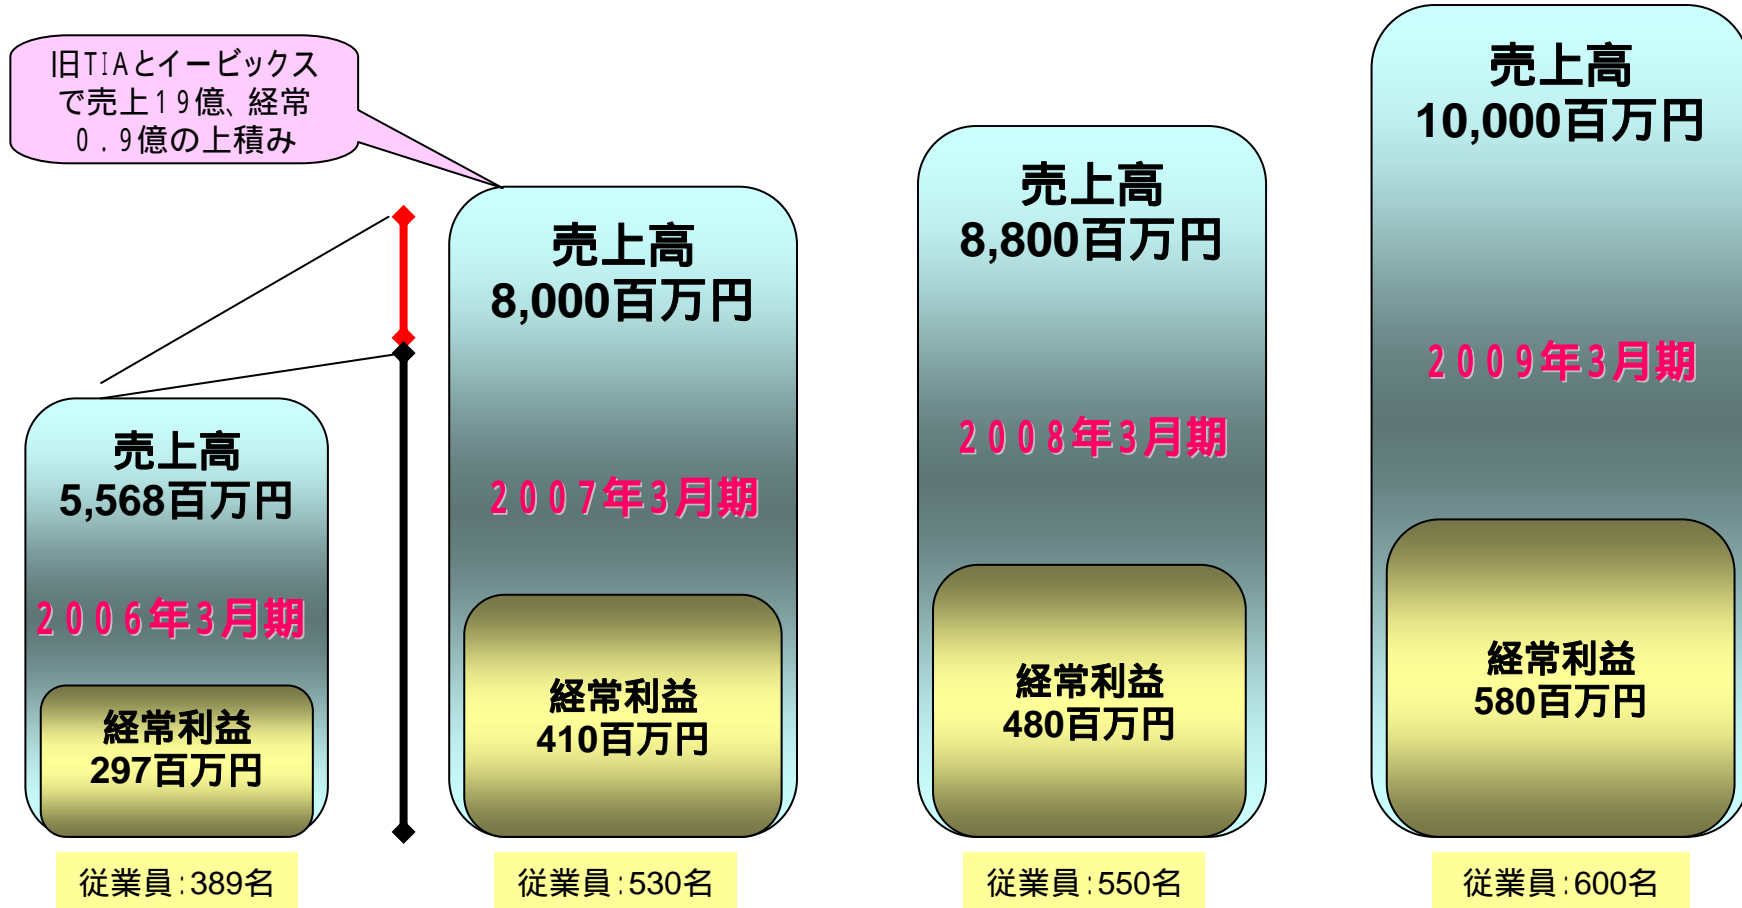 旧TIAとイービックス
で売上19億、経常
0.9億の上積み
売上高
5,568百万円
2006年3月期
経常利益
297百万円
従業員:389名
売上高
8,000百万円
2007年3月期
経常利益
410百万円
従業員:530名
売上高
8,800百万円
2008年3月期
経常利益
480百万円
従業員:550名
売上高
10,000百万円
2009年3月期
経常利益
580百万円
従業員:600名